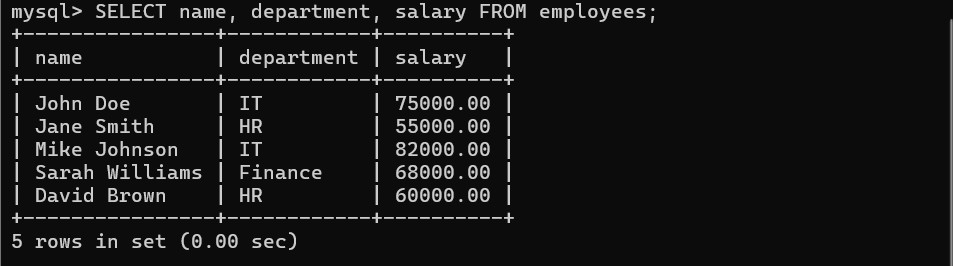 mysql> SELECT name, department, salary FROM employees;
+----------------+------------+----------+
| name           | department | salary   |
+----------------+------------+----------+
| John Doe       | IT         | 75000.00 |
| Jane Smith     | HR         | 55000.00 |
| Mike Johnson   | IT         | 82000.00 |
| Sarah Williams | Finance    | 68000.00 |
| David Brown    | HR         | 60000.00 |
+----------------+------------+----------+
5 rows in set (0.00 sec)